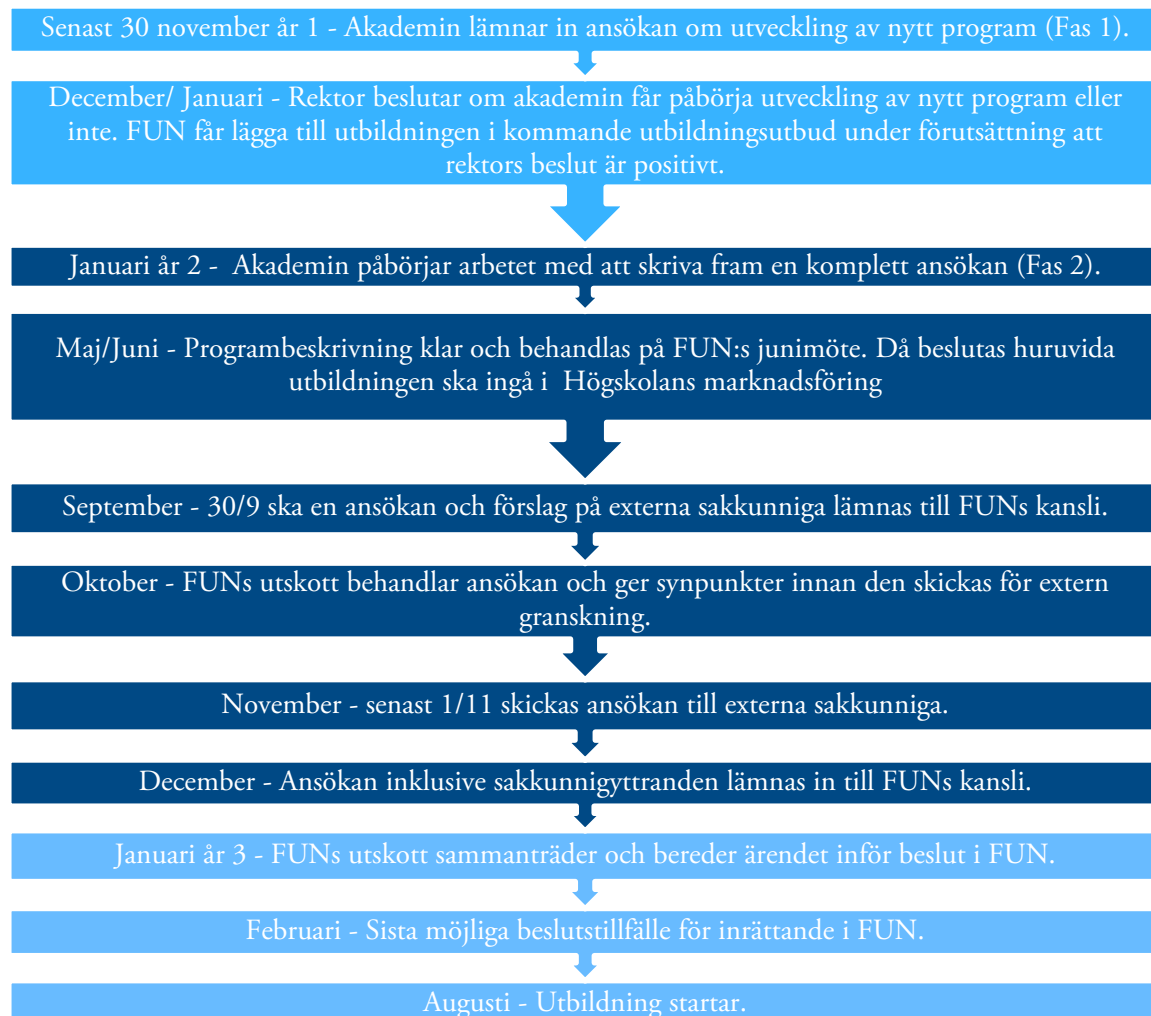 Senast 30 november år 1 - Akademin lämnar in ansökan om utveckling av nytt program (Fas 1).
December/ Januari - Rektor beslutar om akademin får påbörja utveckling av nytt program eller
inte. FUN får lägga till utbildningen i kommande utbildningsutbud under förutsättning att
rektors beslut är positivt.
Januari år 2 -  Akademin påbörjar arbetet med att skriva fram en komplett ansökan (Fas 2).
Maj/Juni - Programbeskrivning klar och behandlas på FUN:s junimöte. Då beslutas huruvida
utbildningen ska ingå i  Högskolans marknadsföring
September - 30/9 ska en ansökan och förslag på externa sakkunniga lämnas till FUNs kansli.
Oktober - FUNs utskott behandlar ansökan och ger synpunkter innan den skickas för extern
granskning.
November - senast 1/11 skickas ansökan till externa sakkunniga.
December - Ansökan inklusive sakkunnigyttranden lämnas in till FUNs kansli.
Januari år 3 - FUNs utskott sammanträder och bereder ärendet inför beslut i FUN.
Februari - Sista möjliga beslutstillfälle för inrättande i FUN.
Augusti - Utbildning startar.